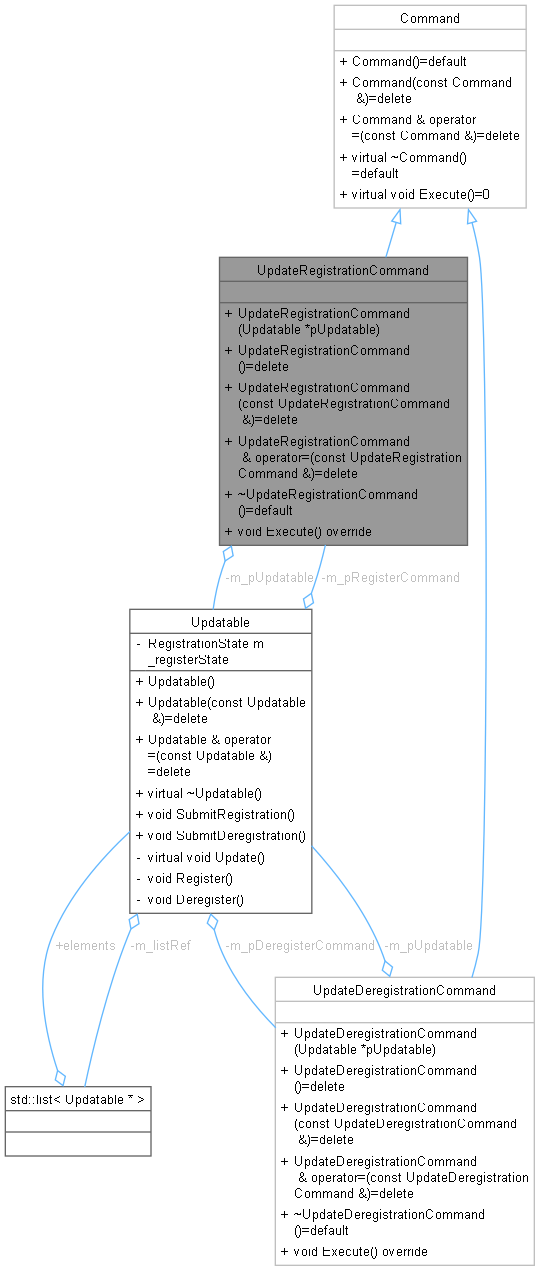 Command
+ Command()=default
+ Command(const Command
&)=delete
+ Command & operator
=(const Command &)=delete
+ virtual ~Command()
=default
+ virtual void Execute()=0
UpdateRegistrationCommand
+ UpdateRegistrationCommand
(Updatable *pUpdatable)
+ UpdateRegistrationCommand
()=delete
+ UpdateRegistrationCommand
(const UpdateRegistrationCommand
&)=delete
+ UpdateRegistrationCommand
& operator=(const UpdateRegistration
Command &)=delete
+ ~UpdateRegistrationCommand
()=default
+ void Execute() override
-m_pUpdatable
-m_pRegisterCommand
Updatable
- RegistrationState m
_registerState
+ Updatable()
+ Updatable(const Updatable
&)=delete
+ Updatable & operator
=(const Updatable &)
=delete
+ virtual ~Updatable()
+ void SubmitRegistration()
+ void SubmitDeregistration()
- virtual void Update()
- void Register()
- void Deregister()
+elements
-m_listRef
-m_pDeregisterCommand
-m_pUpdatable
UpdateDeregistrationCommand
+ UpdateDeregistrationCommand
(Updatable *pUpdatable)
+ UpdateDeregistrationCommand
()=delete
+ UpdateDeregistrationCommand
(const UpdateDeregistrationCommand
&)=delete
+ UpdateDeregistrationCommand
& operator=(const UpdateDeregistration
Command &)=delete
+ ~UpdateDeregistrationCommand
()=default
+ void Execute() override
std::list< Updatable * >